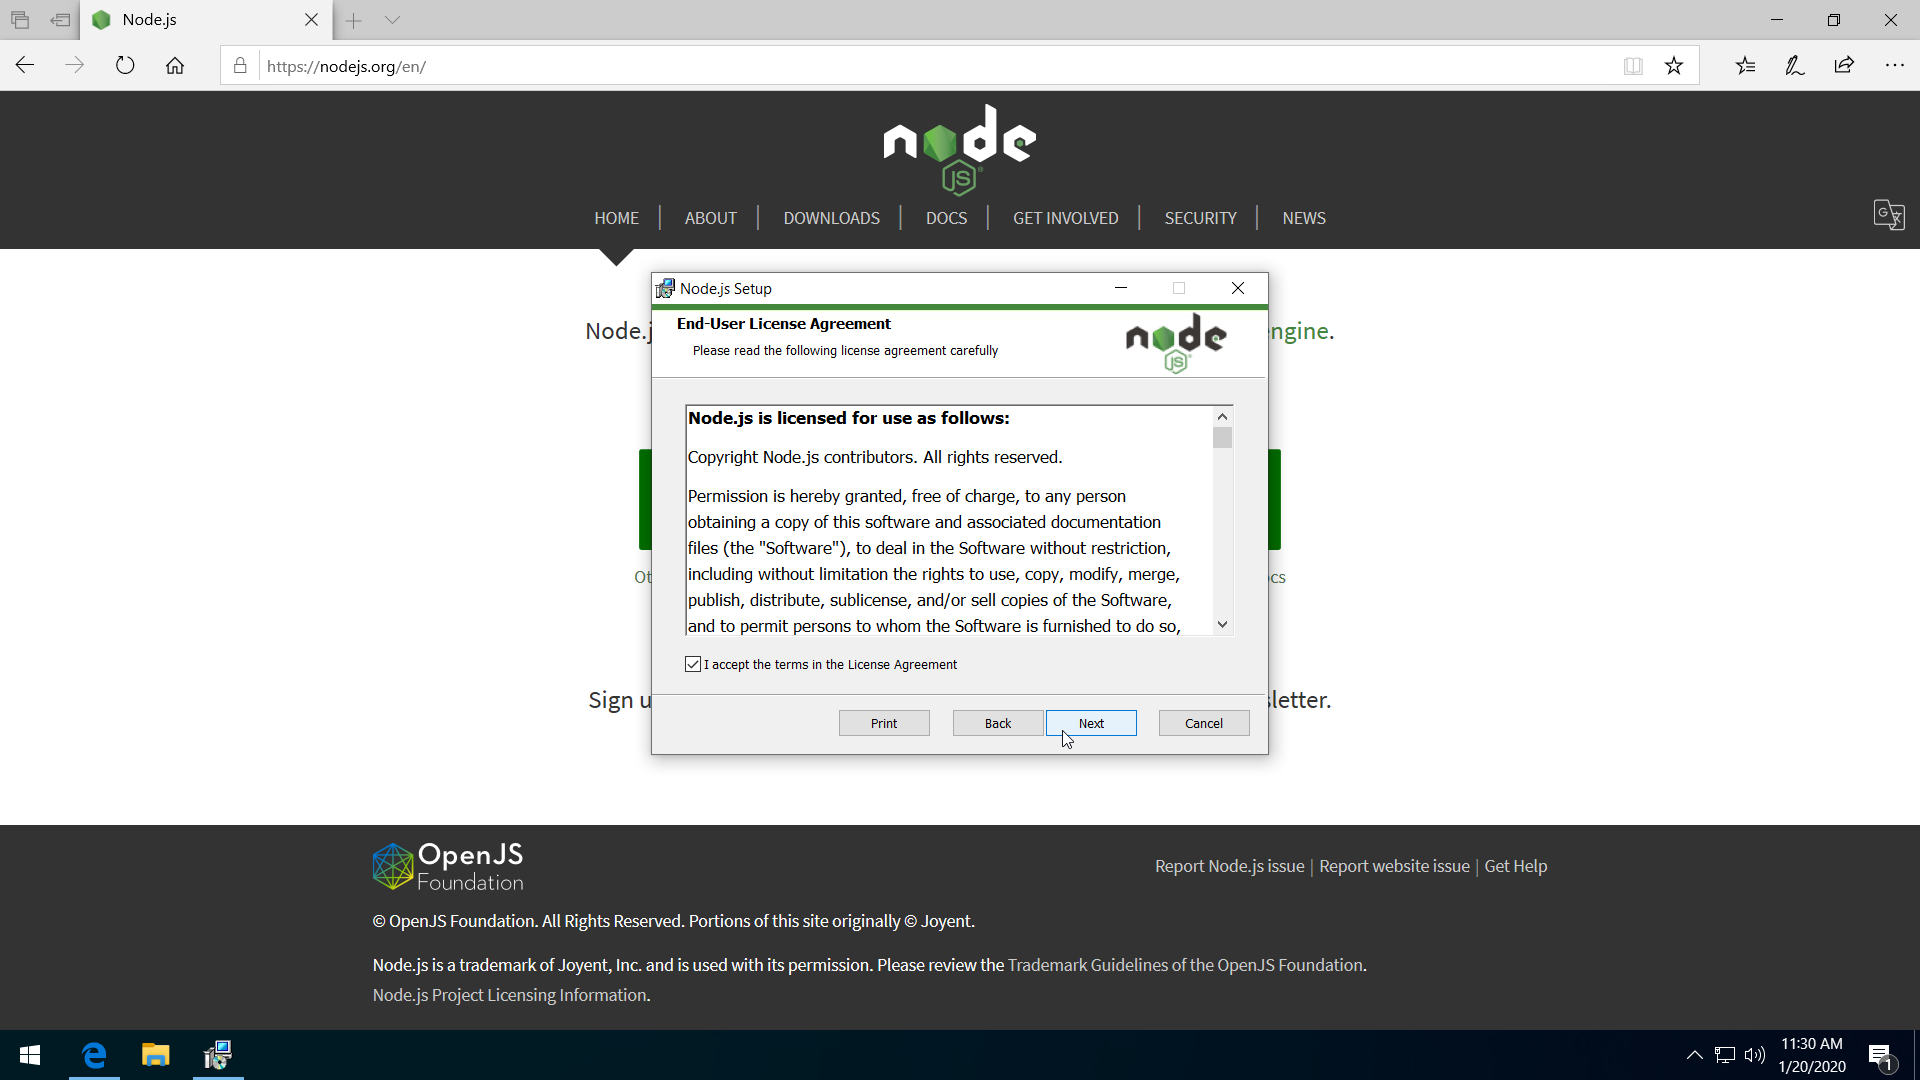 Node.js
https://nodejs.org/en/
node
JS
HOME | ABOUT | DOWNLOADS | DOCS | GET INVOLVED | SECURITY | NEWS
Node.j
engine.
Node.js Setup
End-User License Agreement
Please read the following license agreement carefully
node
JS
Node.js is licensed for use as follows:
Copyright Node.js contributors. All rights reserved.
Permission is hereby granted, free of charge, to any person
obtaining a copy of this software and associated documentation
files (the "Software"), to deal in the Software without restriction,
including without limitation the rights to use, copy, modify, merge,
publish, distribute, sublicense, and/or sell copies of the Software,
and to permit persons to whom the Software is furnished to do so,
Ot
ocs
I accept the terms in the License Agreement
Sign u
sletter.
Print Back Next Cancel
OpenJS
Foundation
Report Node.js issue | Report website issue | Get Help
© OpenJS Foundation. All Rights Reserved. Portions of this site originally © Joyent.
Node.js is a trademark of Joyent, Inc. and is used with its permission. Please review the Trademark Guidelines of the OpenJS Foundation.
Node.js Project Licensing Information.
11:30 AM
1/20/2020
1